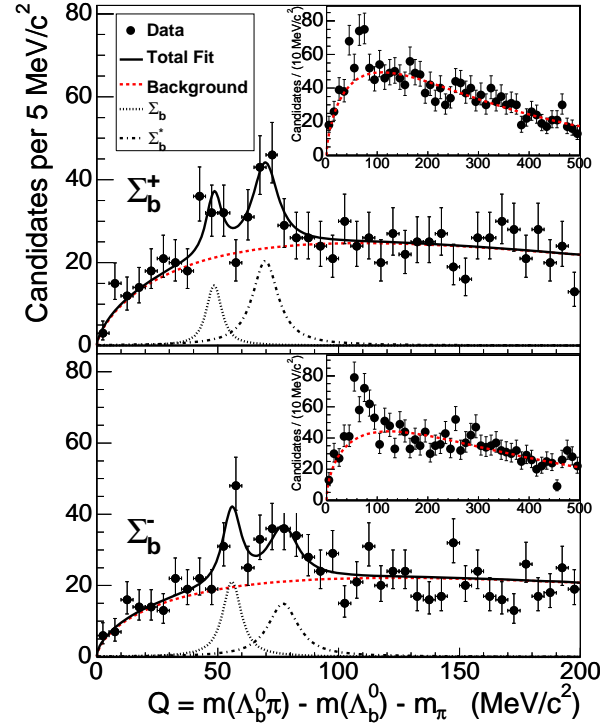 Candidates per 5 MeV/c²
80
60
40
20
0
Data
Total Fit
Background
Σb
Σb*
Σb+
Candidates / (10 MeV/c²)
80
60
40
20
0
0 100 200 300 400 500
80
60
40
20
0
Σb-
Candidates / (10 MeV/c²)
80
60
40
20
0
0 100 200 300 400 500
0 50 100 150 200
Q = m(Λb⁰π) - m(Λb⁰) - mπ (MeV/c²)